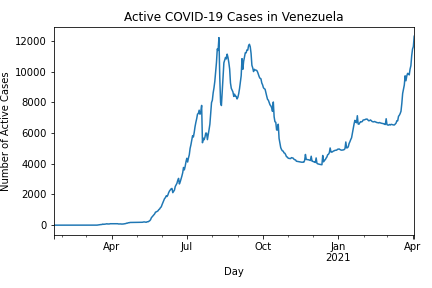 Active COVID-19 Cases in Venezuela
12000
10000
8000
6000
4000
2000
0
Number of Active Cases
Apr
Jul
Oct
Jan
2021
Apr
Day